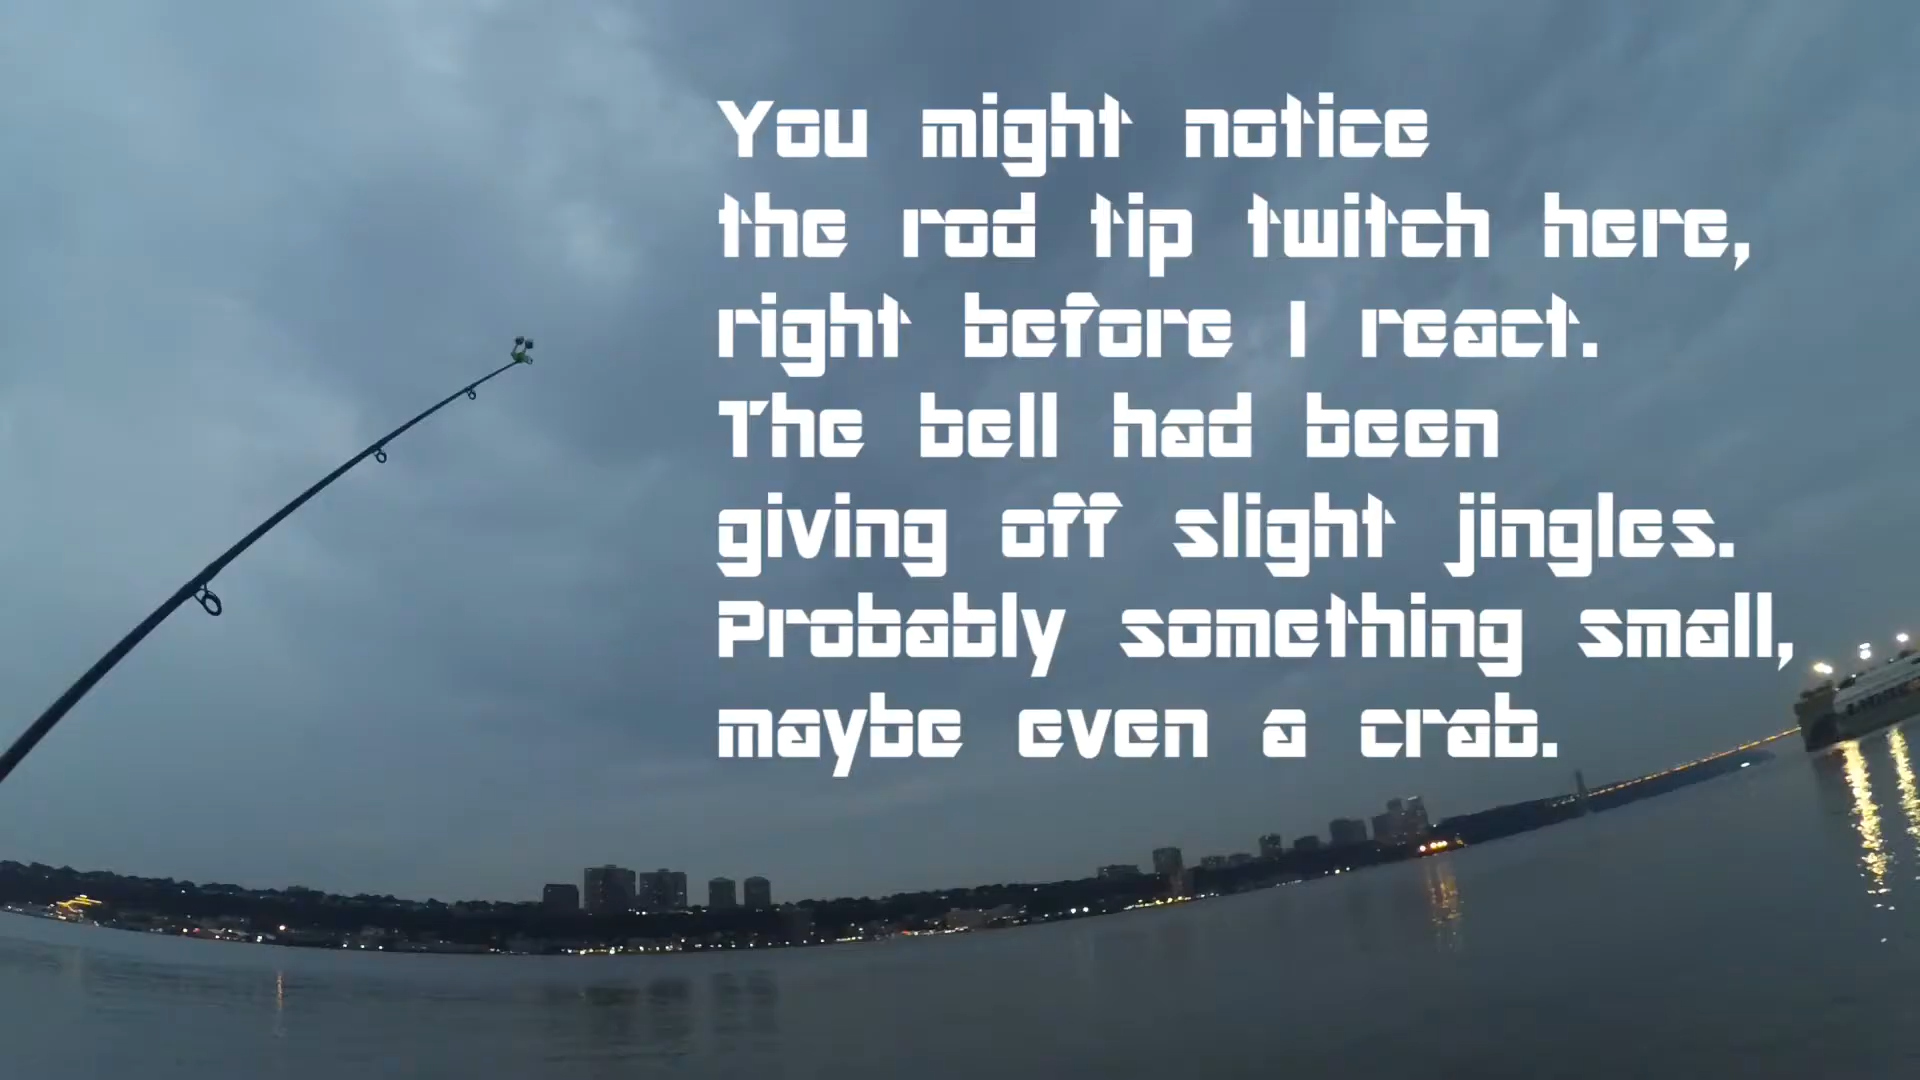 You might notice
the rod tip twitch here,
right before I react.
The bell had been
giving off slight jingles.
Probably something small,
maybe even a crab.